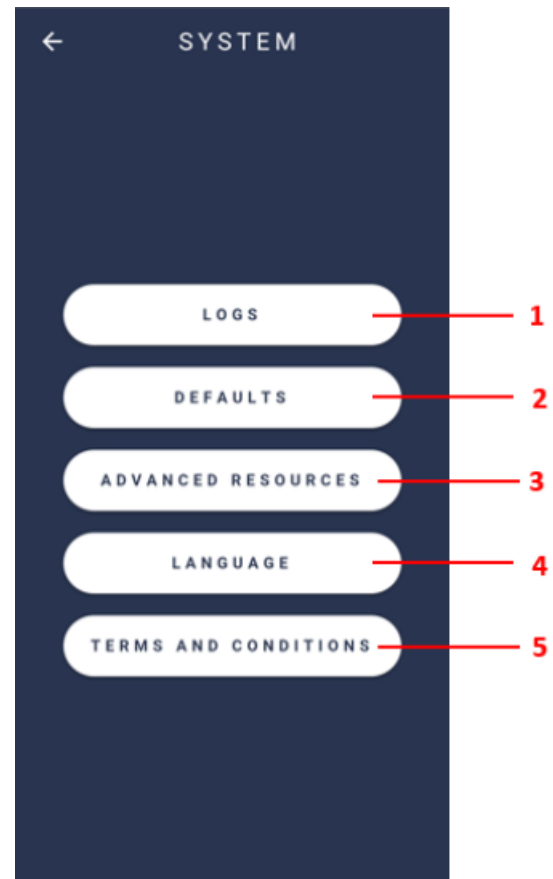 SYSTEM
LOGS 1
DEFAULTS 2
ADVANCED RESOURCES 3
LANGUAGE 4
TERMS AND CONDITIONS 5